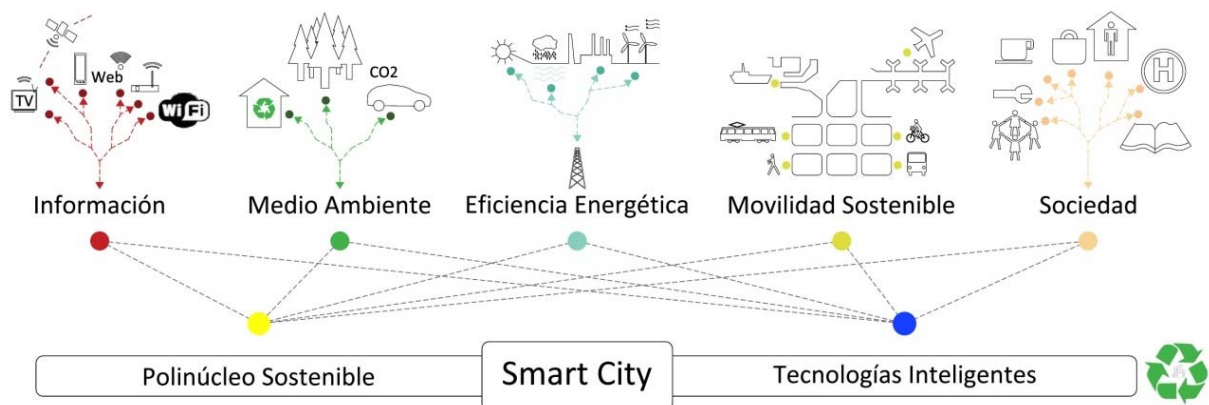 TV
Web
WiFi
CO2
H
Información
Medio Ambiente
Eficiencia Energética
Movilidad Sostenible
Sociedad
Polinúcleo Sostenible
Smart City
Tecnologías Inteligentes